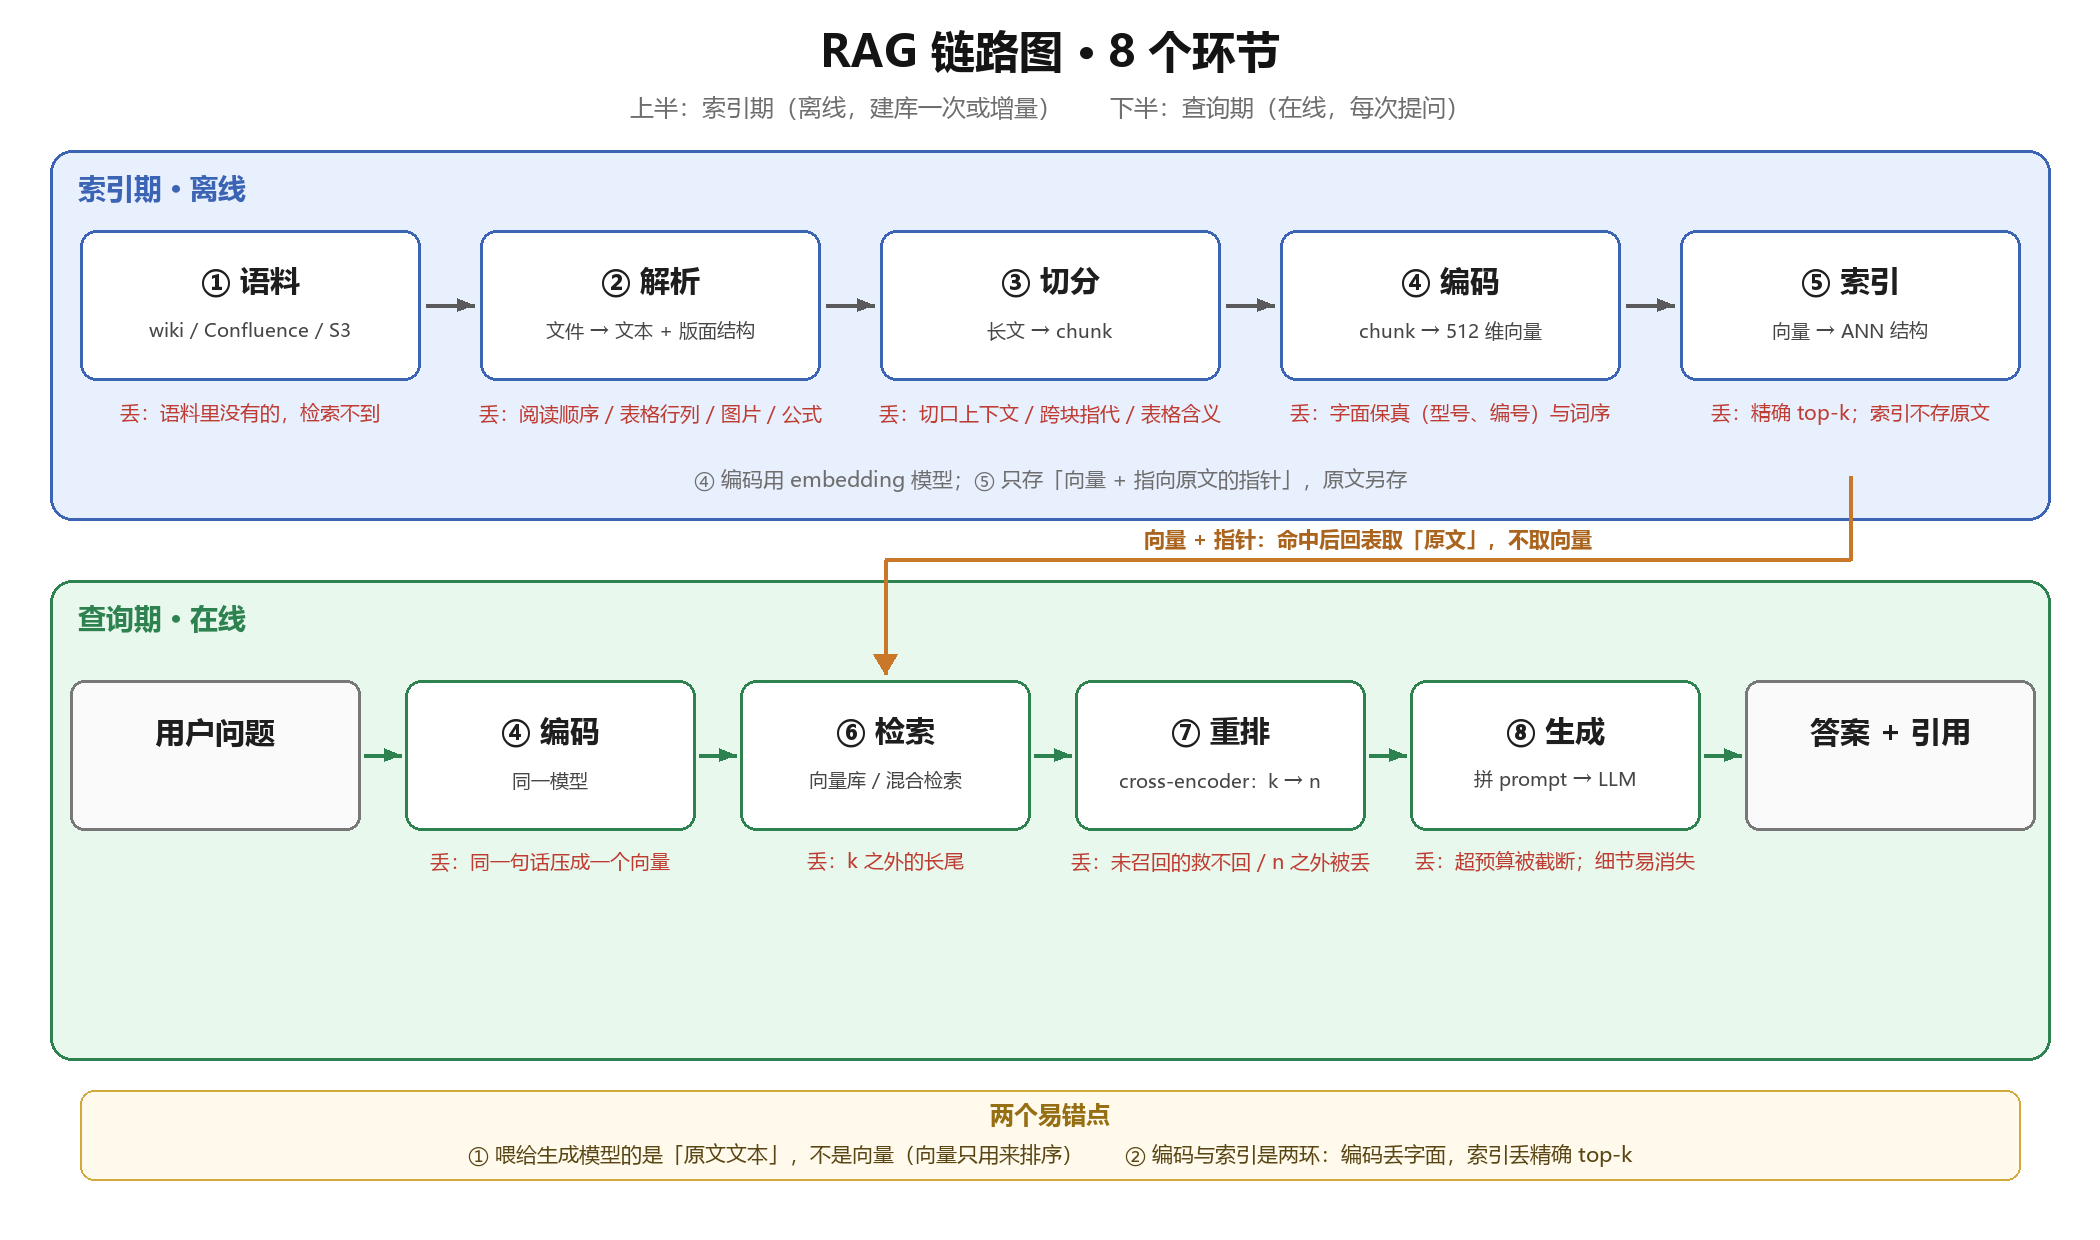 RAG 链路图 • 8 个环节
上半：索引期（离线，建库一次或增量） 下半：查询期（在线，每次提问）
索引期 • 离线
① 语料
wiki / Confluence / S3
丢：语料里没有的，检索不到
② 解析
文件 → 文本 + 版面结构
丢：阅读顺序 / 表格行列 / 图片 / 公式
③ 切分
长文 → chunk
丢：切口上下文 / 跨块指代 / 表格含义
④ 编码
chunk → 512 维向量
丢：字面保真（型号、编号）与词序
⑤ 索引
向量 → ANN 结构
丢：精确 top-k；索引不存原文
④ 编码用 embedding 模型；⑤ 只存「向量 + 指向原文的指针」，原文另存
向量 + 指针：命中后回表取「原文」，不取向量
查询期 • 在线
用户问题
④ 编码
同一模型
丢：同一句话压成一个向量
⑥ 检索
向量库 / 混合检索
丢：k 之外的长尾
⑦ 重排
cross-encoder：k → n
丢：未召回的救不回 / n 之外被丢
⑧ 生成
拼 prompt → LLM
丢：超预算被截断；细节易消失
答案 + 引用
两个易错点
① 喂给生成模型的是「原文文本」，不是向量（向量只用来排序） ② 编码与索引是两环：编码丢字面，索引丢精确 top-k